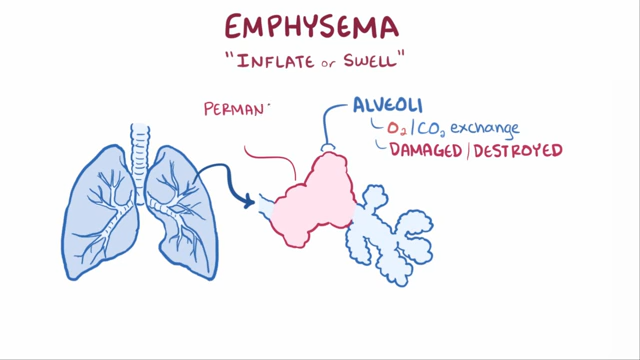 EMPHYSEMA
"INFLATE or SWELL"
PERMAN
ALVEOLI
O₂/CO₂ exchange
DAMAGED/DESTROYED